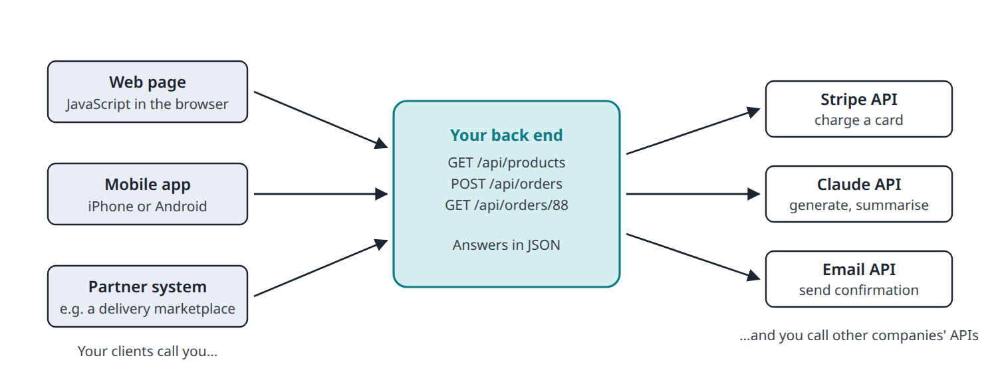 Web page
JavaScript in the browser
Mobile app
iPhone or Android
Partner system
e.g. a delivery marketplace
Your clients call you...
Your back end
GET /api/products
POST /api/orders
GET /api/orders/88
Answers in JSON
Stripe API
charge a card
Claude API
generate, summarise
Email API
send confirmation
...and you call other companies' APIs